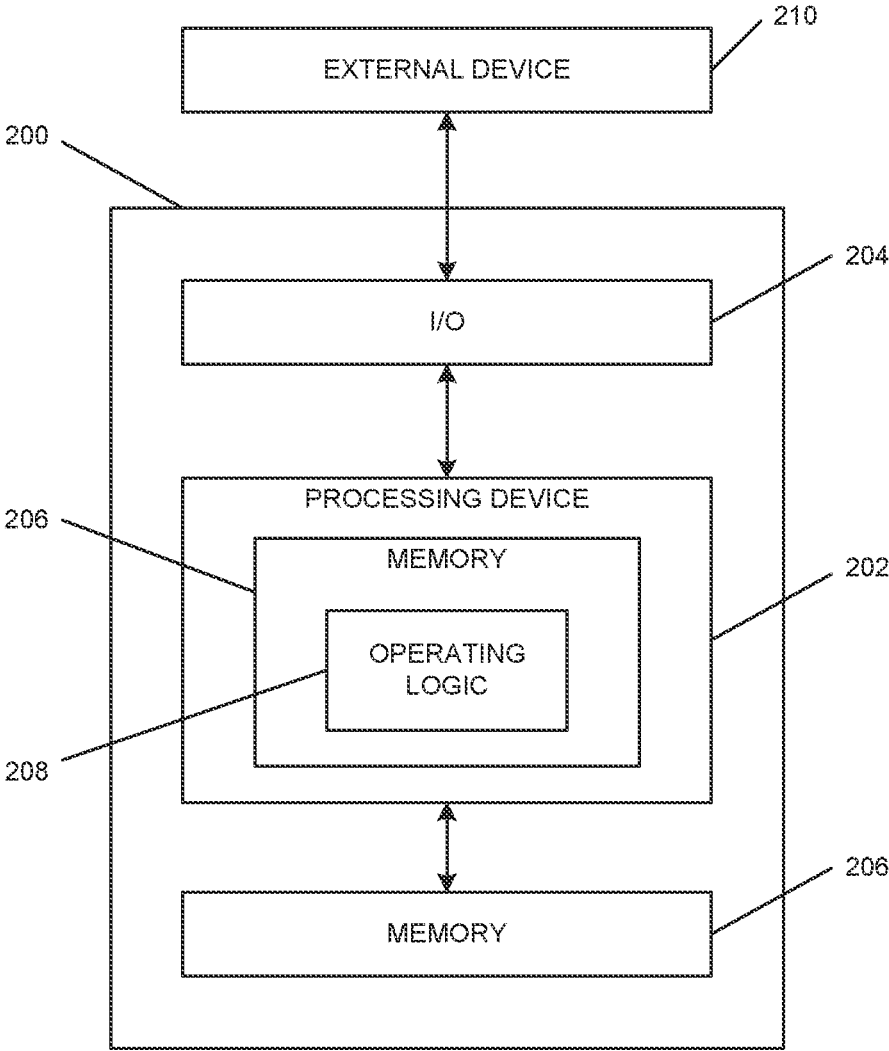 210
EXTERNAL DEVICE
200
204
I/O
PROCESSING DEVICE
206
MEMORY
202
OPERATING
LOGIC
208
206
MEMORY